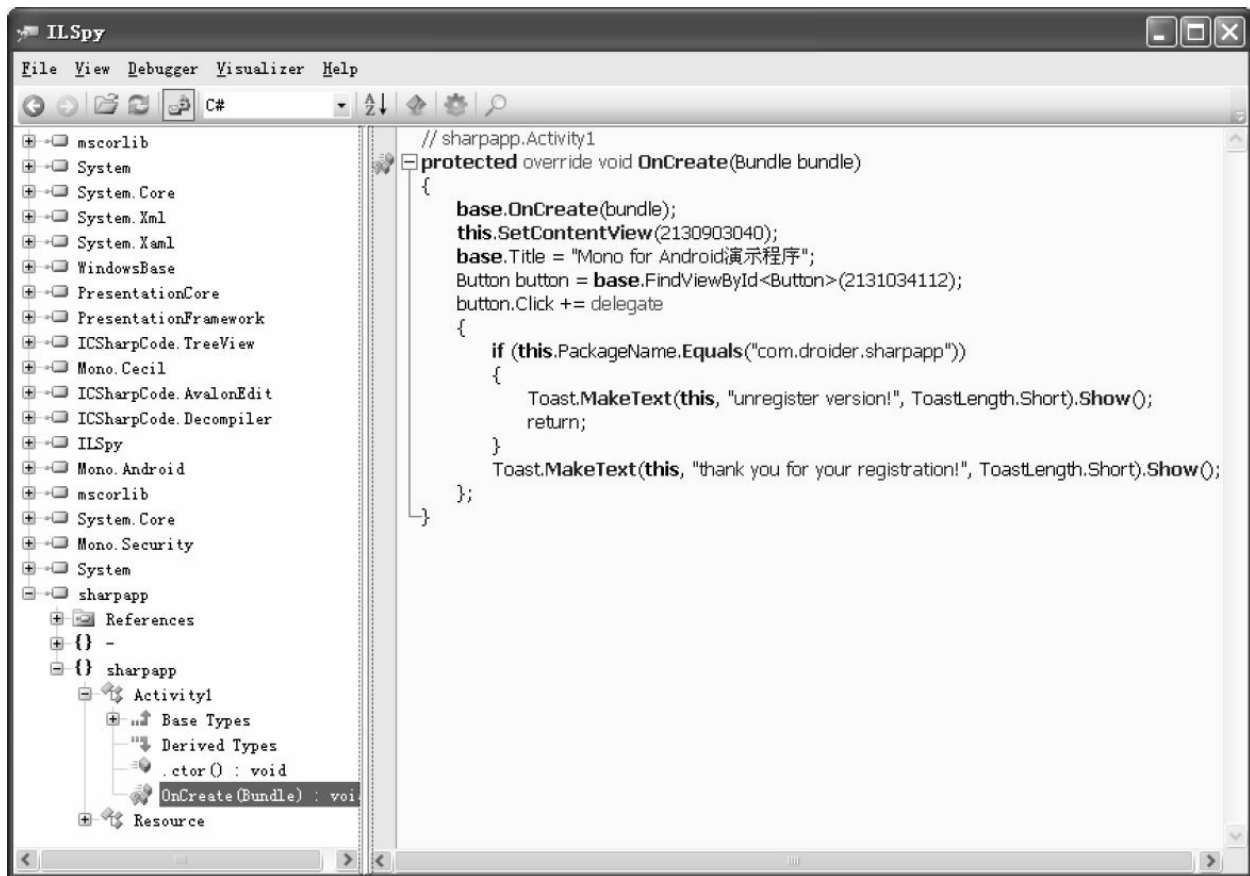 ILSpy
File View Debugger Visualizer Help
C#
mscorlib
System
System.Core
System.Xml
System.Xaml
WindowsBase
PresentationCore
PresentationFramework
ICSharpCode.TreeView
Mono.Cecil
ICSharpCode.AvalonEdit
ICSharpCode.Decompiler
ILSpy
Mono.Android
mscorlib
System.Core
Mono.Security
System
sharpapp
References
{} -
{} sharpapp
Activity1
Base Types
Derived Types
.ctor() : void
OnCreate(Bundle) : voi
Resource
// sharpapp.Activity1
protected override void OnCreate(Bundle bundle)
{
base.OnCreate(bundle);
this.SetContentView(2130903040);
base.Title = "Mono for Android演示程序";
Button button = base.FindViewById<Button>(2131034112);
button.Click += delegate
{
if (this.PackageName.Equals("com.droider.sharpapp"))
{
Toast.MakeText(this, "unregister version!", ToastLength.Short).Show();
return;
}
Toast.MakeText(this, "thank you for your registration!", ToastLength.Short).Show();
};
}